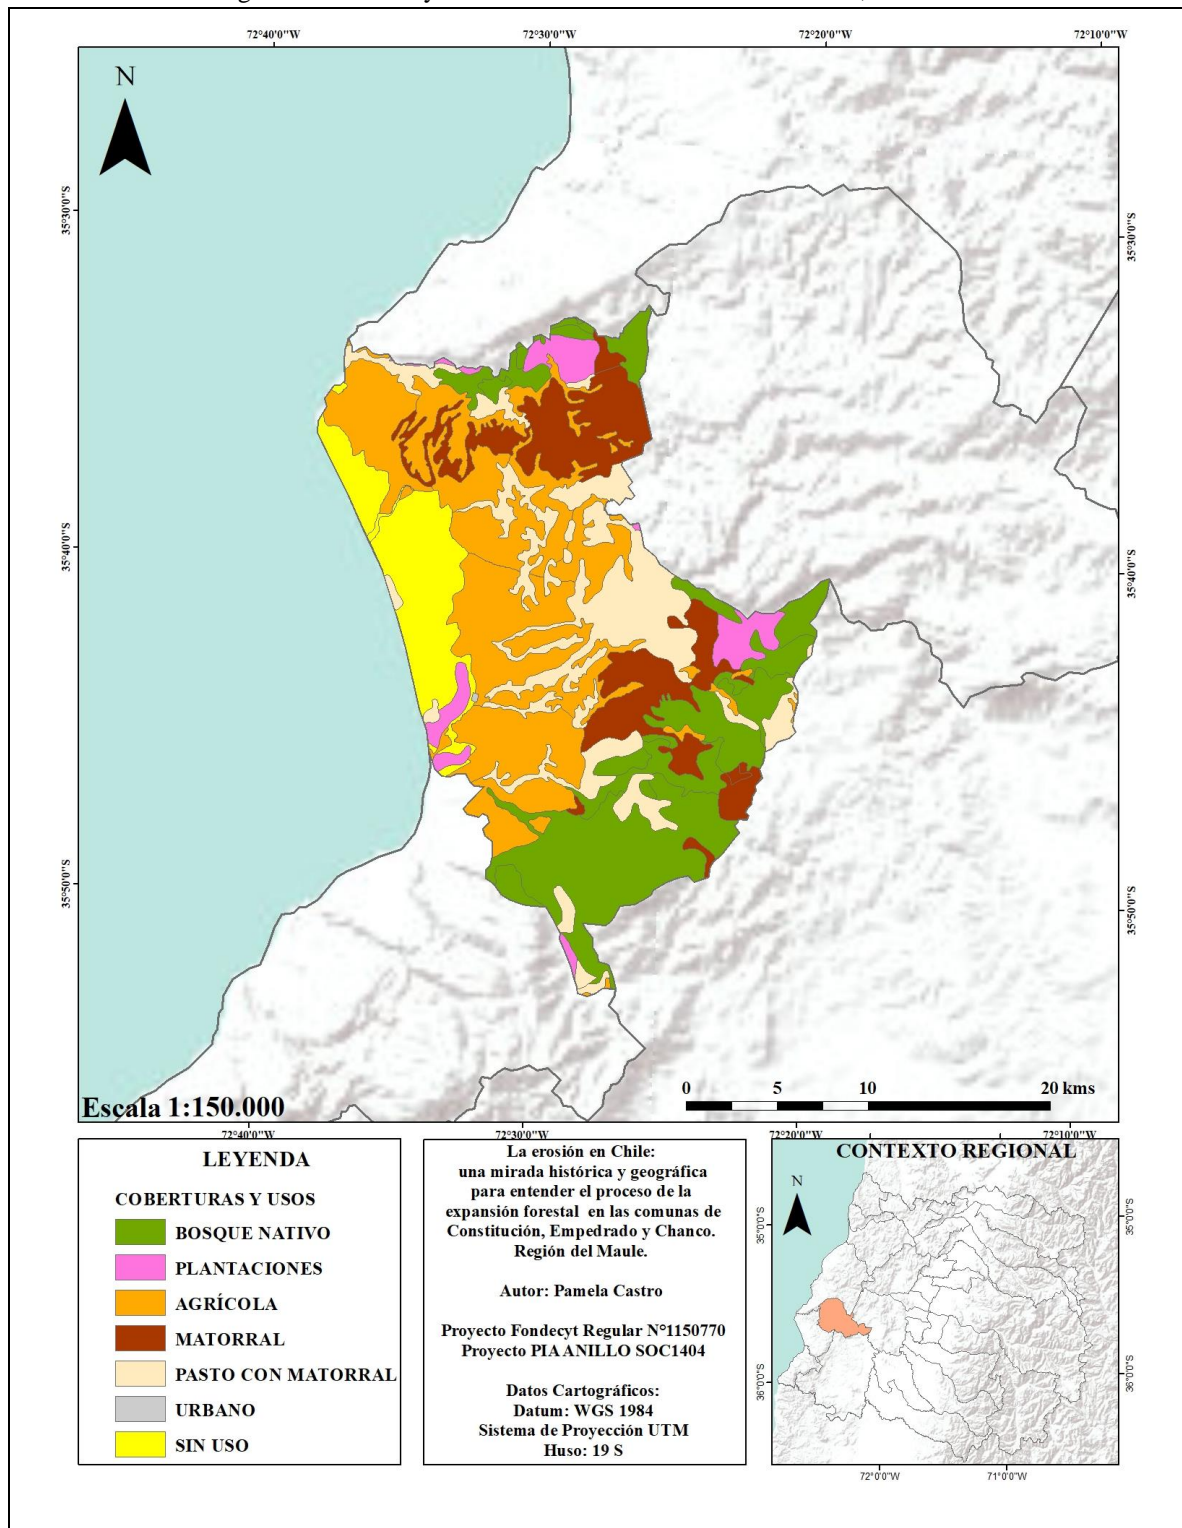 72°40'0"W
72°30'0"W
72°20'0"W
72°10'0"W
N
35°30'0"S
35°30'0"S
35°40'0"S
35°40'0"S
35°50'0"S
35°50'0"S
0 5 10 20 kms
Escala 1:150.000
72°40'0"W
72°30'0"W
72°20'0"W
72°10'0"W
LEYENDA
COBERTURAS Y USOS
BOSQUE NATIVO
PLANTACIONES
AGRÍCOLA
MATORRAL
PASTO CON MATORRAL
URBANO
SIN USO
La erosión en Chile:
una mirada histórica y geográfica
para entender el proceso de la
expansión forestal en las comunas de
Constitución, Empedrado y Chanco.
Región del Maule.
Autor: Pamela Castro
Proyecto Fondecyt Regular N°1150770
Proyecto PIA ANILLO SOC1404
Datos Cartográficos:
Datum: WGS 1984
Sistema de Proyección UTM
Huso: 19 S
CONTEXTO REGIONAL
N
35°0'0"S
35°0'0"S
36°0'0"S
36°0'0"S
72°0'0"W
71°0'0"W